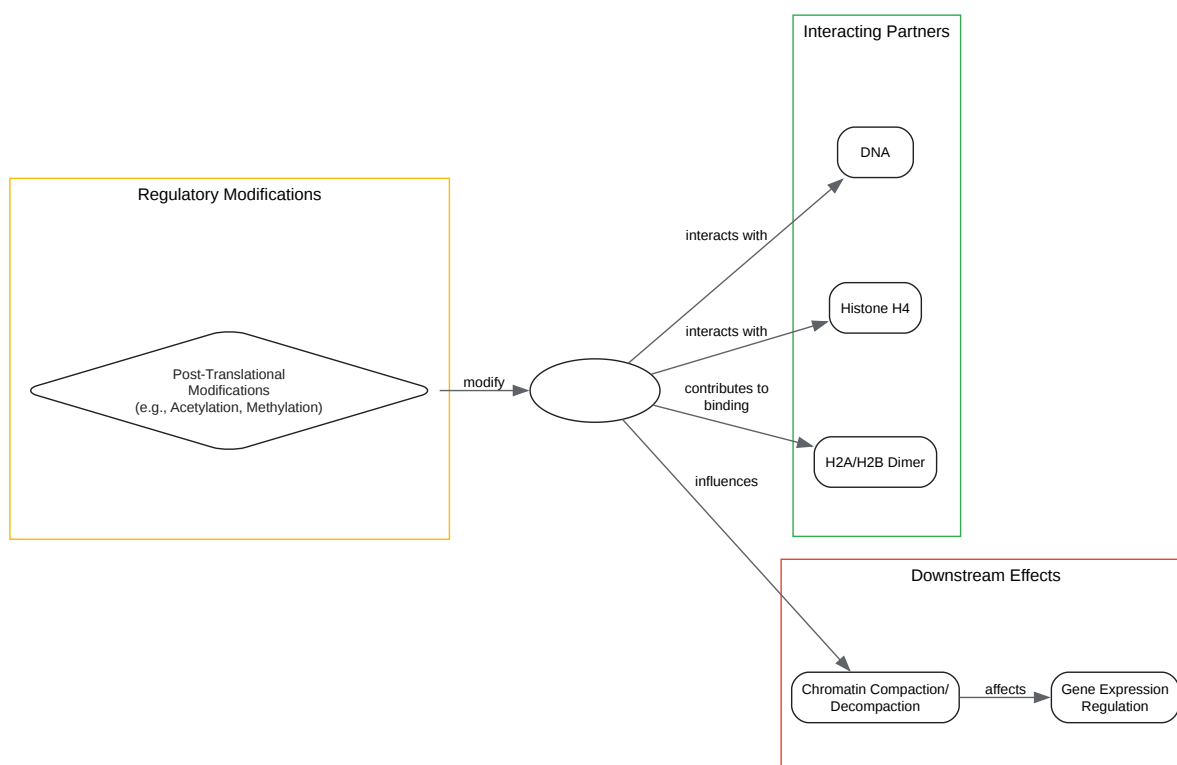 Interacting Partners
DNA
Regulatory Modifications
interacts with
Histone H4
interacts with
Post-Translational
Modifications
(e.g., Acetylation, Methylation)
modify
contributes to
binding
H2A/H2B Dimer
influences
Downstream Effects
Chromatin Compaction/
Decompaction
affects
Gene Expression
Regulation